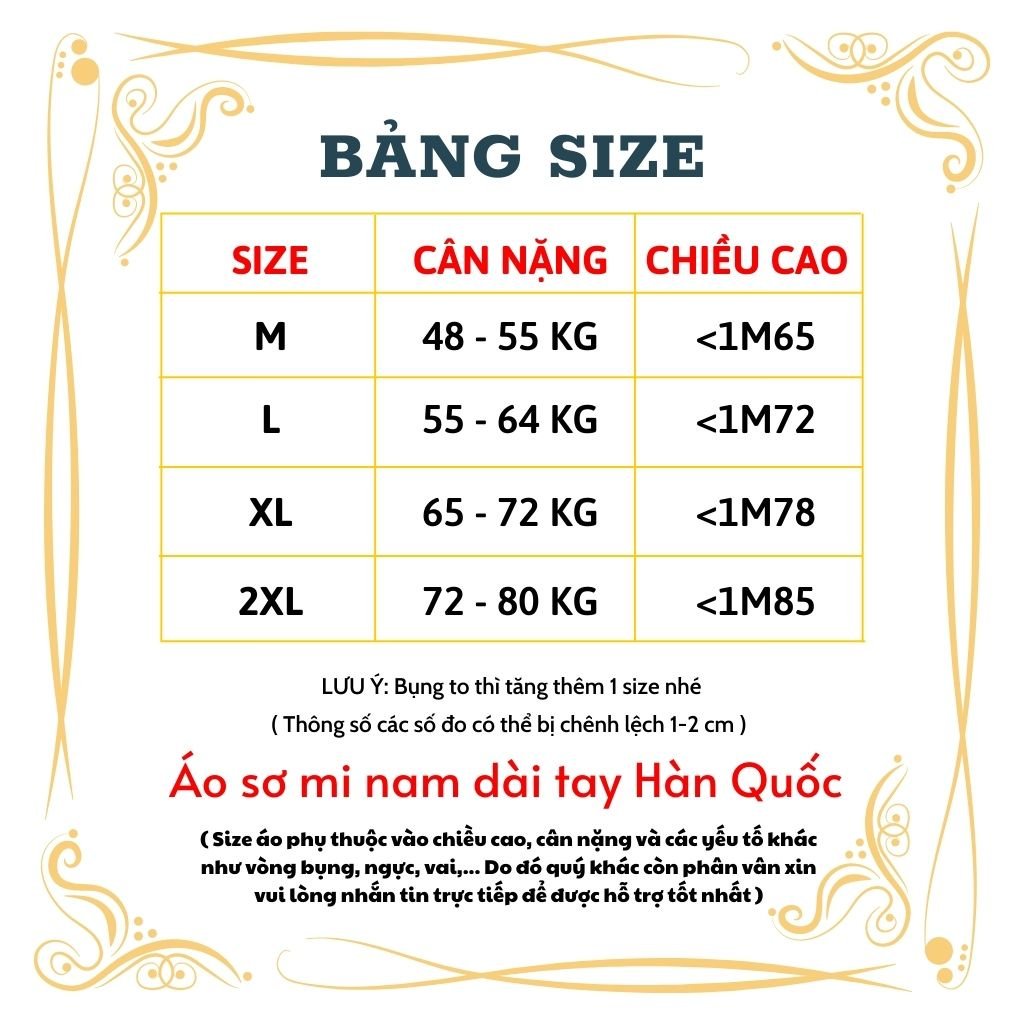 BẢNG SIZE
SIZE CÂN NẶNG CHIỀU CAO
M 48 - 55 KG <1M65
L 55 - 64 KG <1M72
XL 65 - 72 KG <1M78
2XL 72 - 80 KG <1M85
LƯU Ý: Bụng to thì tăng thêm 1 size nhé
( Thông số các số đo có thể bị chênh lệch 1-2 cm )
Áo sơ mi nam dài tay Hàn Quốc
( Size áo phụ thuộc vào chiều cao, cân nặng và các yếu tố khác
như vòng bụng, ngực, vai,... Do đó quý khác còn phân vân xin
vui lòng nhắn tin trực tiếp để được hỗ trợ tốt nhất )